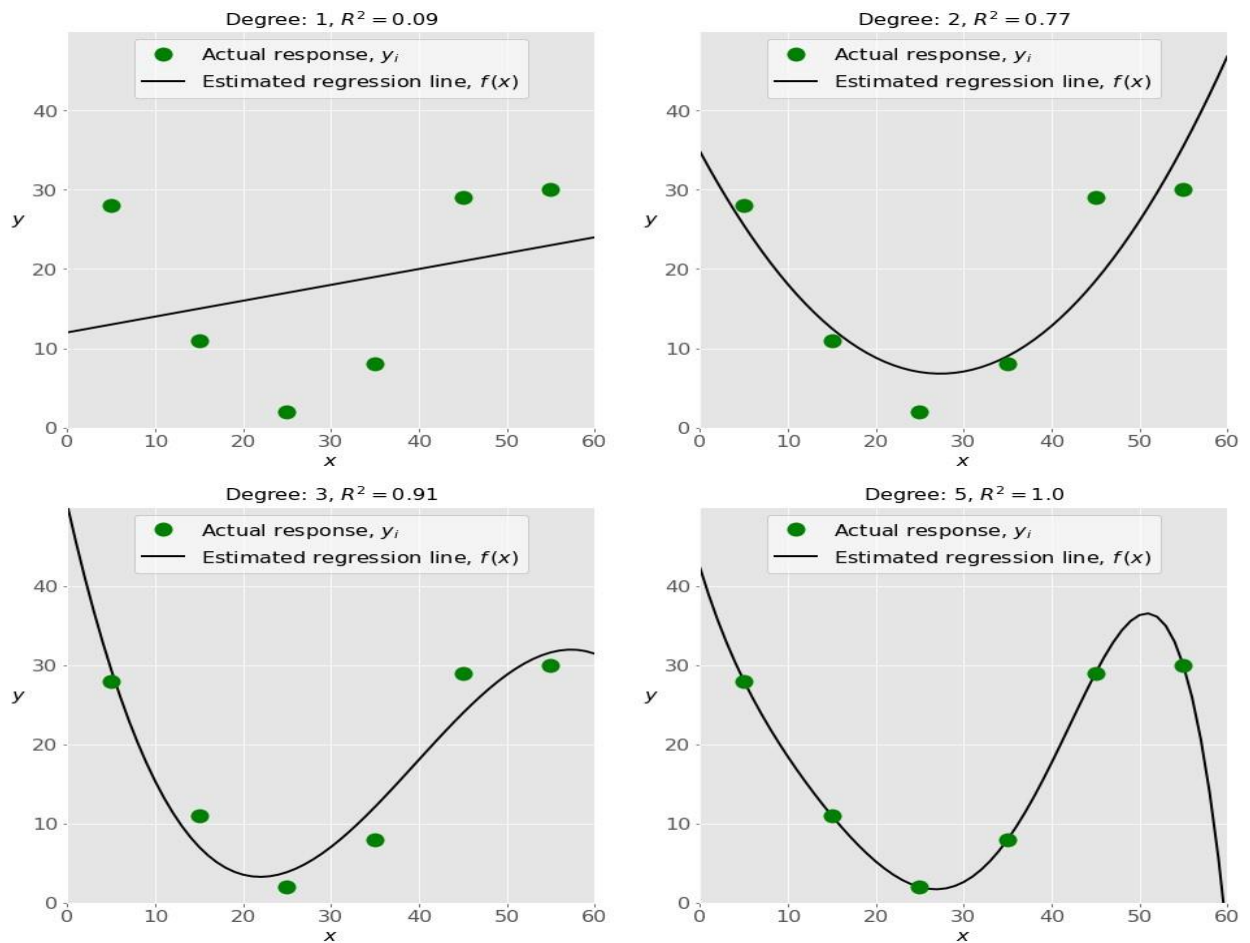 Degree: 1, R² = 0.09
Actual response, yᵢ
Estimated regression line, f(x)
40
30
y
20
10
0
0 10 20 30 40 50 60
x
Degree: 2, R² = 0.77
Actual response, yᵢ
Estimated regression line, f(x)
40
30
y
20
10
0
0 10 20 30 40 50 60
x
Degree: 3, R² = 0.91
Actual response, yᵢ
Estimated regression line, f(x)
40
30
y
20
10
0
0 10 20 30 40 50 60
x
Degree: 5, R² = 1.0
Actual response, yᵢ
Estimated regression line, f(x)
40
30
y
20
10
0
0 10 20 30 40 50 60
x